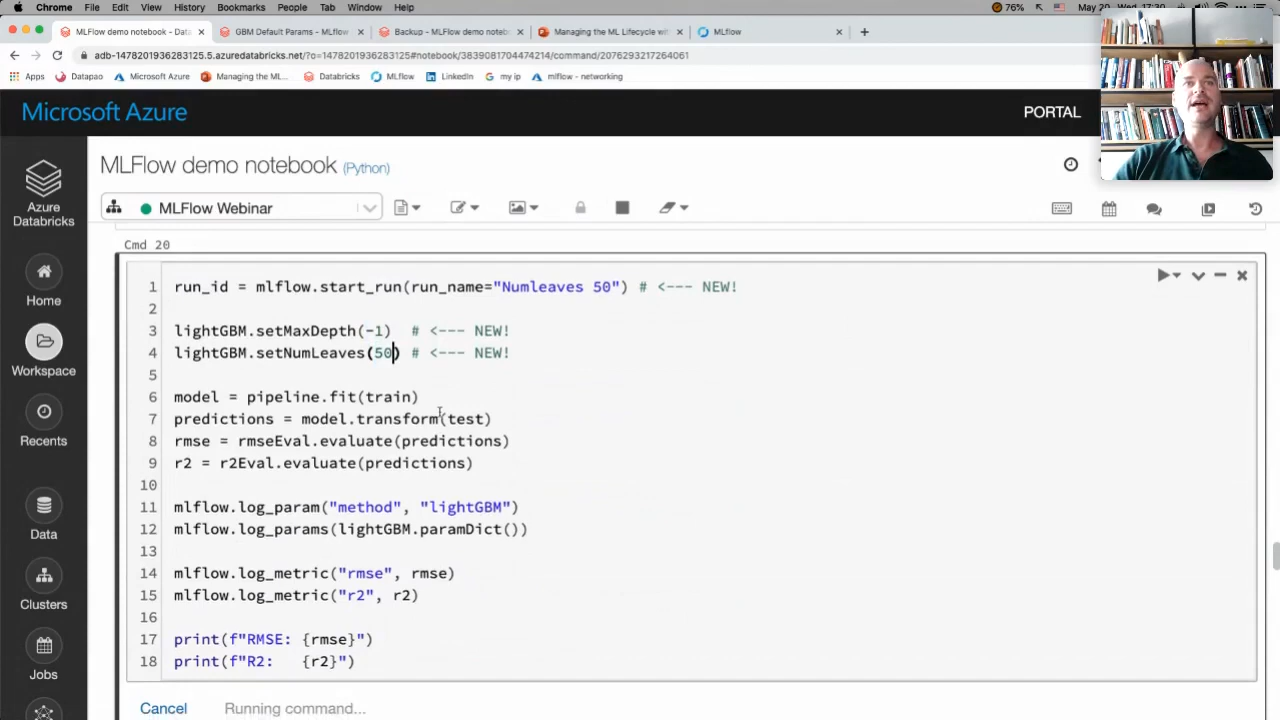 Chrome File Edit View History Bookmarks People Tab Window Help 76% May 20 17:30
MLFlow demo notebook - Data
GBM Default Params - MLflow
Backup - MLFlow demo noteb
Managing the ML Lifecycle wit
MLflow
adb-1478201936283125.5.azuredatabricks.net/?o=1478201936283125#notebook/3839081704474214/command/2076293217264061
Apps Datapao Microsoft Azure Managing the ML... Databricks MLflow LinkedIn my ip mlflow - networking
Microsoft Azure
PORTAL
MLFlow demo notebook (Python)
MLFlow Webinar
Azure
Databricks
Home
Workspace
Recents
Data
Clusters
Jobs
Cmd 20
1 run_id = mlflow.start_run(run_name="Numleaves 50") # <--- NEW!
2
3 lightGBM.setMaxDepth(-1) # <--- NEW!
4 lightGBM.setNumLeaves(50) # <--- NEW!
5
6 model = pipeline.fit(train)
7 predictions = model.transform(test)
8 rmse = rmseEval.evaluate(predictions)
9 r2 = r2Eval.evaluate(predictions)
10
11 mlflow.log_param("method", "lightGBM")
12 mlflow.log_params(lightGBM.paramDict())
13
14 mlflow.log_metric("rmse", rmse)
15 mlflow.log_metric("r2", r2)
16
17 print(f"RMSE: {rmse}")
18 print(f"R2: {r2}")
Cancel Running command...